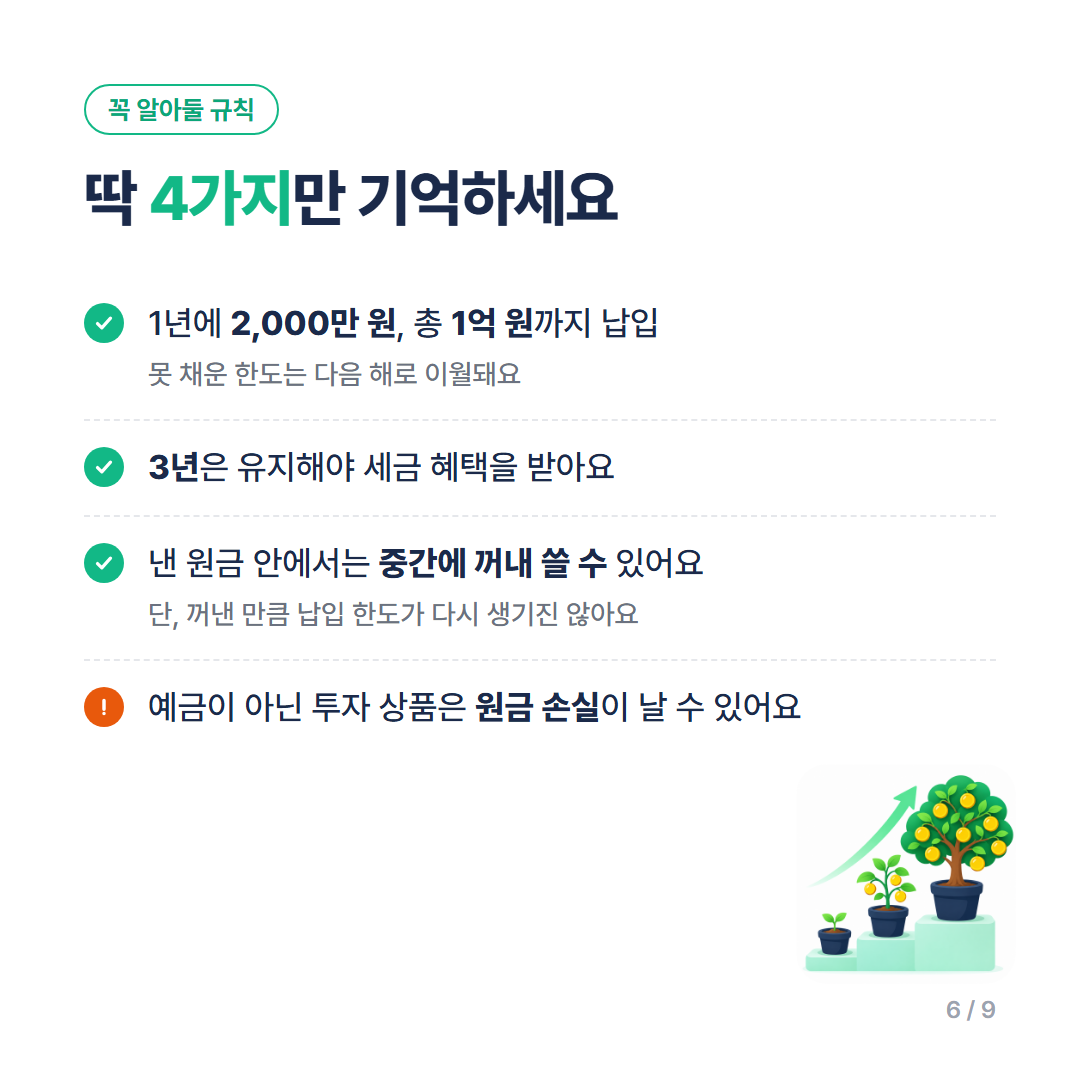 꼭 알아둘 규칙
딱 4가지만 기억하세요
1년에 2,000만 원, 총 1억 원까지 납입
못 채운 한도는 다음 해로 이월돼요
3년은 유지해야 세금 혜택을 받아요
낸 원금 안에서는 중간에 꺼내 쓸 수 있어요
단, 꺼낸 만큼 납입 한도가 다시 생기진 않아요
예금이 아닌 투자 상품은 원금 손실이 날 수 있어요
6 / 9